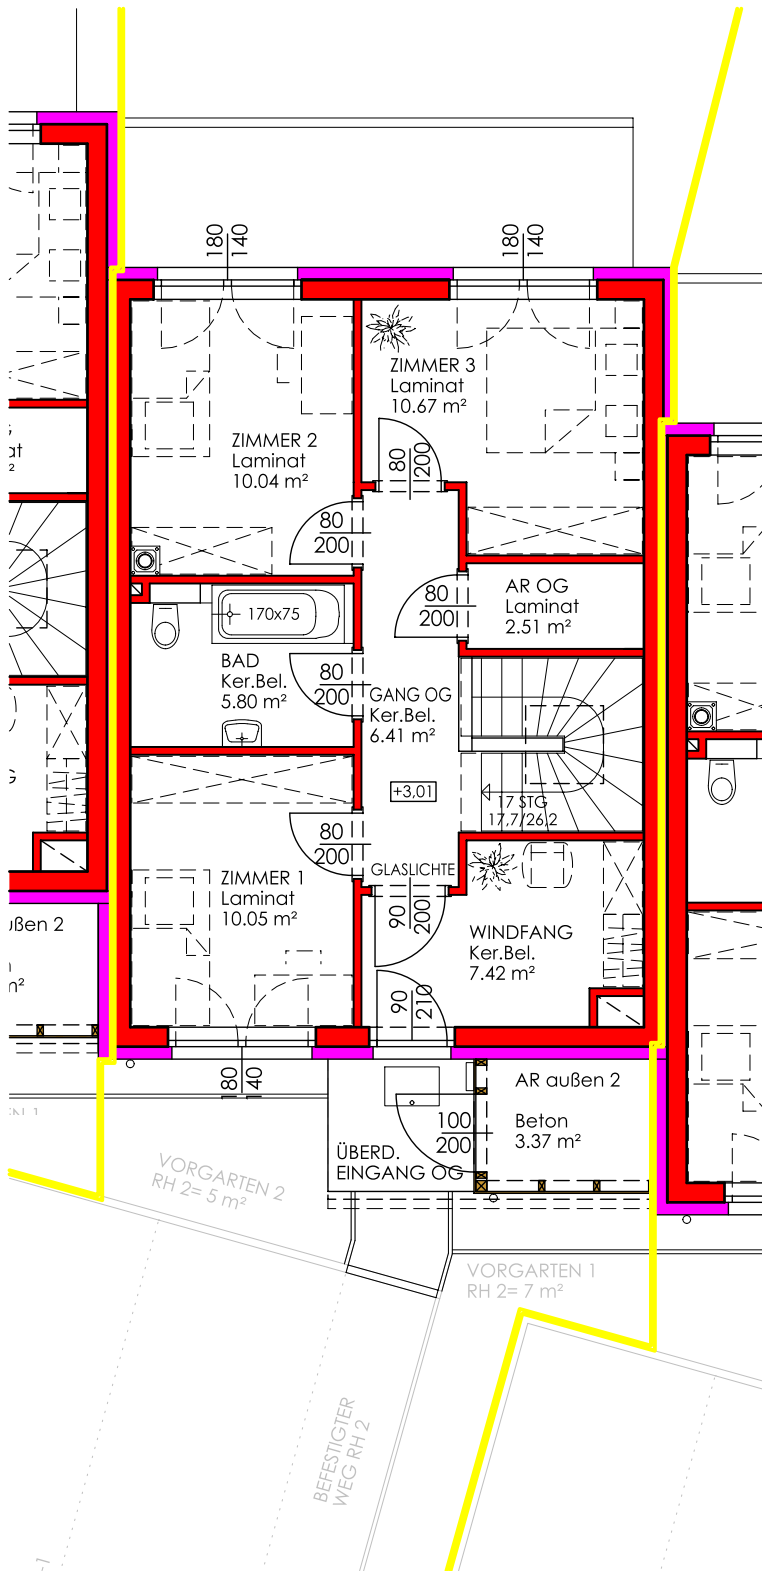 180
140
180
140
ZIMMER 3
Laminat
10.67 m²
ZIMMER 2
Laminat
10.04 m²
80
200
80
200
80
200
AR OG
Laminat
2.51 m²
170x75
BAD
Ker.Bel.
5.80 m²
80
200
GANG OG
Ker.Bel.
6.41 m²
+3,01
17 STG
17,7/26,2
80
200
GLASLICHTE
ZIMMER 1
Laminat
10.05 m²
90
200
WINDFANG
Ker.Bel.
7.42 m²
90
210
ußen 2
m²
180
140
AR außen 2
Beton
3.37 m²
100
200
ÜBERD.
EINGANG OG
VORGARTEN 2
RH 2= 5 m²
VORGARTEN 1
RH 2= 7 m²
BEFESTIGTER
WEG RH 2